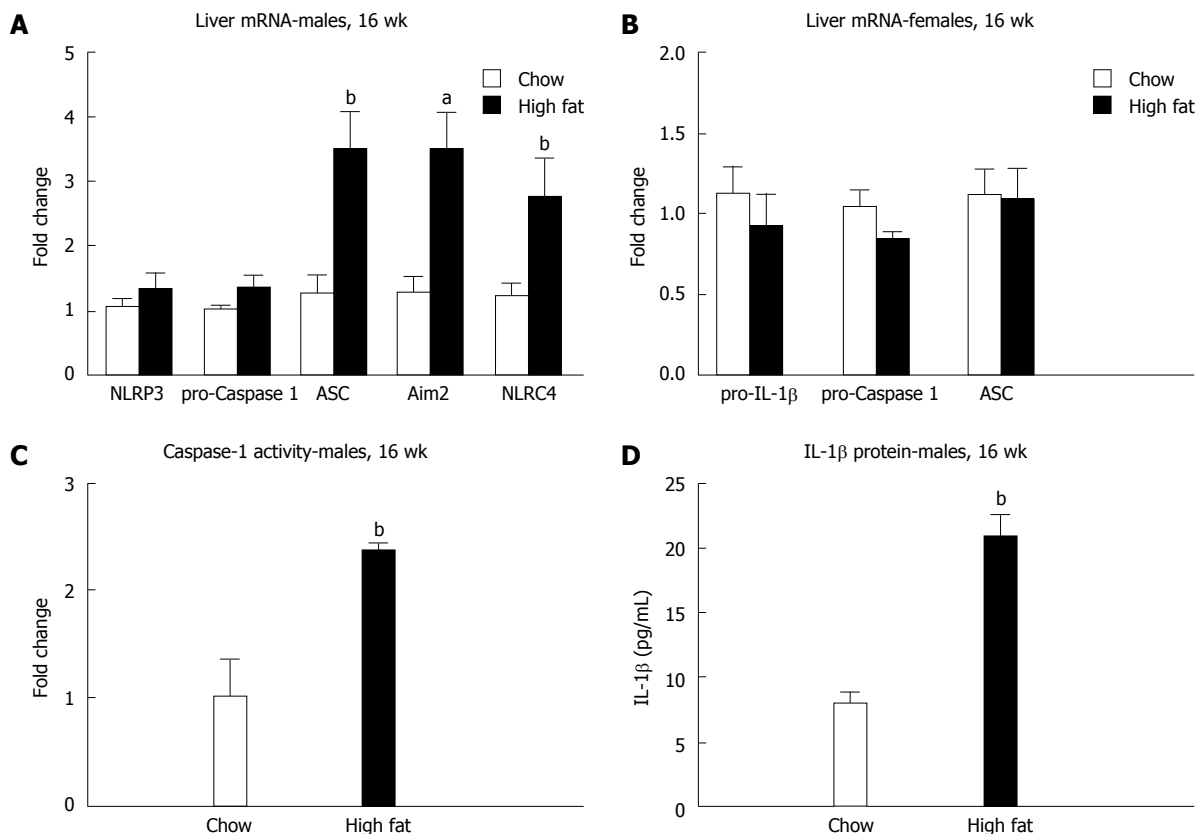 A
Liver mRNA-males, 16 wk
Fold change
5
4
3
2
1
0
Chow
High fat
b
a
b
NLRP3 pro-Caspase 1 ASC Aim2 NLRC4
B
Liver mRNA-females, 16 wk
Fold change
2.0
1.5
1.0
0.5
0.0
Chow
High fat
pro-IL-1β pro-Caspase 1 ASC
C
Caspase-1 activity-males, 16 wk
Fold change
3
2
1
0
b
Chow High fat
D
IL-1β protein-males, 16 wk
IL-1β (pg/mL)
25
20
15
10
5
0
b
Chow High fat